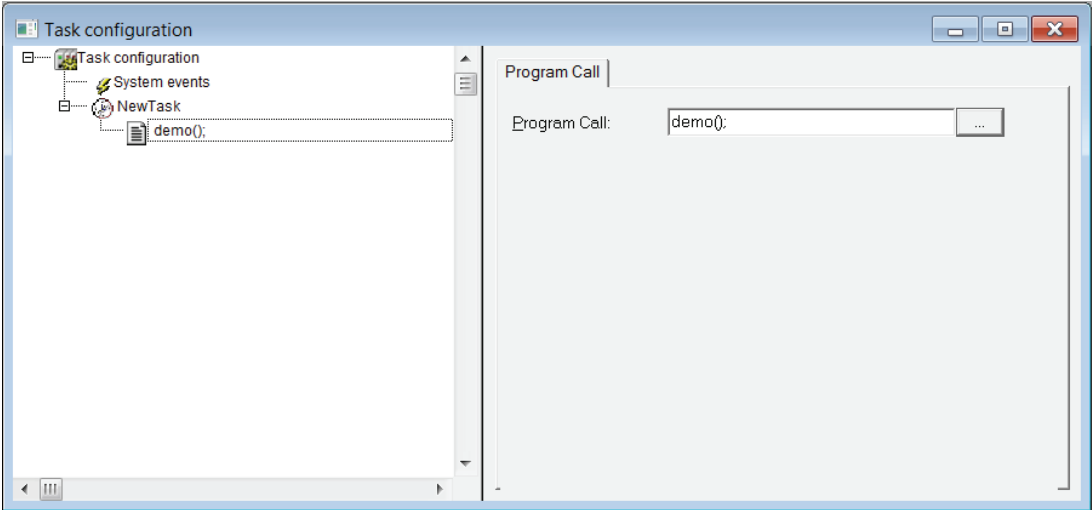 Task configuration
Task configuration
System events
NewTask
demo();
Program Call
Program Call: demo(); ...